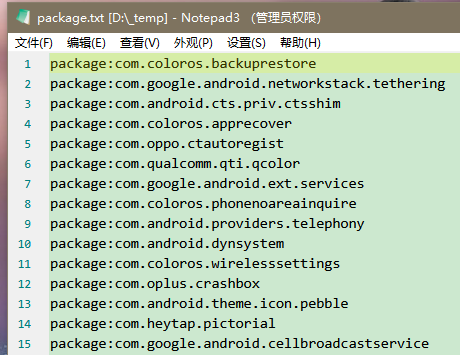 package.txt [D:\_temp] - Notepad3 (管理员权限)
文件(F) 编辑(E) 查看(V) 外观(P) 设置(S) 帮助(H)
1 package:com.coloros.backuprestore
2 package:com.google.android.networkstack.tethering
3 package:com.android.cts.priv.ctsshim
4 package:com.coloros.apprecover
5 package:com.oppo.ctautoregist
6 package:com.qualcomm.qti.qcolor
7 package:com.google.android.ext.services
8 package:com.coloros.phonenoareainquire
9 package:com.android.providers.telephony
10 package:com.android.dynsystem
11 package:com.coloros.wirelesssettings
12 package:com.oplus.crashbox
13 package:com.android.theme.icon.pebble
14 package:com.heytap.pictorial
15 package:com.android.cellbroadcastservice